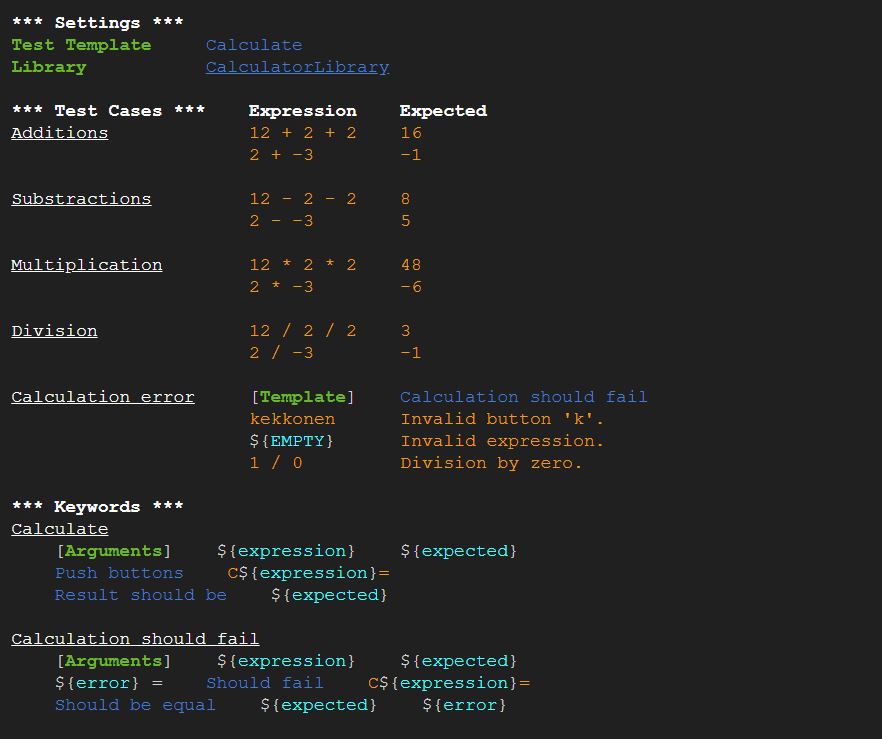 *** Settings ***
Test Template     Calculate
Library           CalculatorLibrary

*** Test Cases ***    Expression    Expected
Additions             12 + 2 + 2    16
                      2 + -3        -1

Substractions         12 - 2 - 2    8
                      2 - -3        5

Multiplication        12 * 2 * 2    48
                      2 * -3        -6

Division              12 / 2 / 2    3
                      2 / -3        -1

Calculation error     [Template]    Calculation should fail
                      kekkonen      Invalid button 'k'.
                      ${EMPTY}      Invalid expression.
                      1 / 0         Division by zero.

*** Keywords ***
Calculate
    [Arguments]    ${expression}    ${expected}
    Push buttons    C${expression}=
    Result should be    ${expected}

Calculation should fail
    [Arguments]    ${expression}    ${expected}
    ${error} =    Should fail    C${expression}=
    Should be equal    ${expected}    ${error}